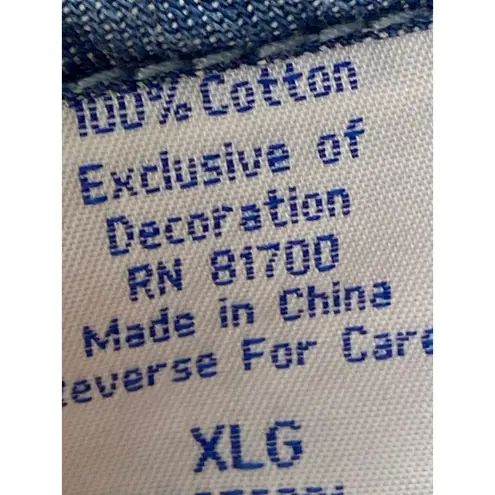 100% Cotton
Exclusive of
Decoration
RN 81700
Made in China
Reverse For Care
XLG